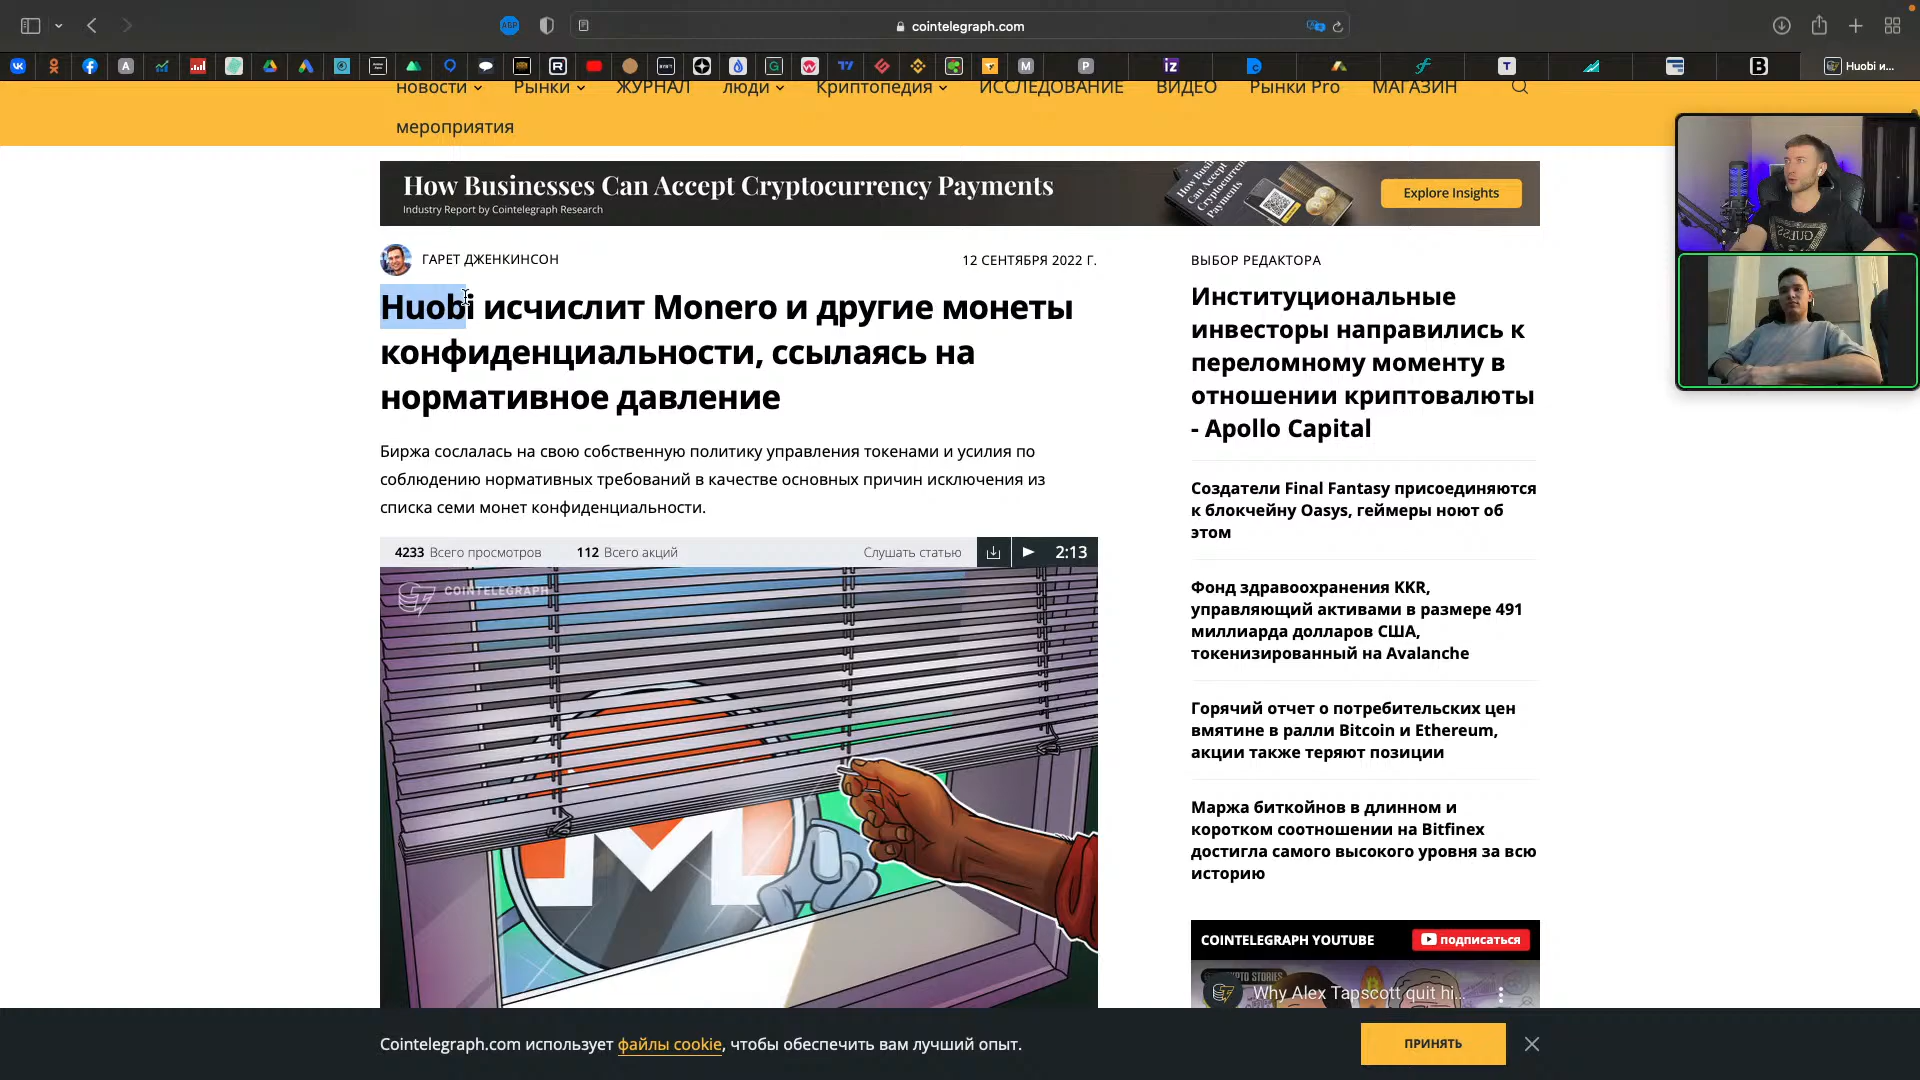 cointelegraph.com
Huobi и...
новости Рынки ЖУРНАЛ люди Криптопедия ИССЛЕДОВАНИЕ ВИДЕО Рынки Pro МАГАЗИН
мероприятия
How Businesses Can Accept Cryptocurrency Payments
Industry Report by Cointelegraph Research
How Businesses Can Accept Cryptocurrency Payments
Explore Insights
ГАРЕТ ДЖЕНКИНСОН
12 СЕНТЯБРЯ 2022 Г.
Huobi исчислит Monero и другие монеты
конфиденциальности, ссылаясь на
нормативное давление
Биржа сослалась на свою собственную политику управления токенами и усилия по
соблюдению нормативных требований в качестве основных причин исключения из
списка семи монет конфиденциальности.
4233 Всего просмотров 112 Всего акций Слушать статью 2:13
COINTELEGRAPH
ВЫБОР РЕДАКТОРА
Институциональные
инвесторы направились к
переломному моменту в
отношении криптовалюты
- Apollo Capital
Создатели Final Fantasy присоединяются
к блокчейну Oasys, геймеры ноют об
этом
Фонд здравоохранения KKR,
управляющий активами в размере 491
миллиарда долларов США,
токенизированный на Avalanche
Горячий отчет о потребительских цен
вмятине в ралли Bitcoin и Ethereum,
акции также теряют позиции
Маржа биткойнов в длинном и
коротком соотношении на Bitfinex
достигла самого высокого уровня за всю
историю
COINTELEGRAPH YOUTUBE
подписаться
CRYPTO STORIES
Why Alex Tapscott quit hi...
Cointelegraph.com использует файлы cookie, чтобы обеспечить вам лучший опыт.
ПРИНЯТЬ